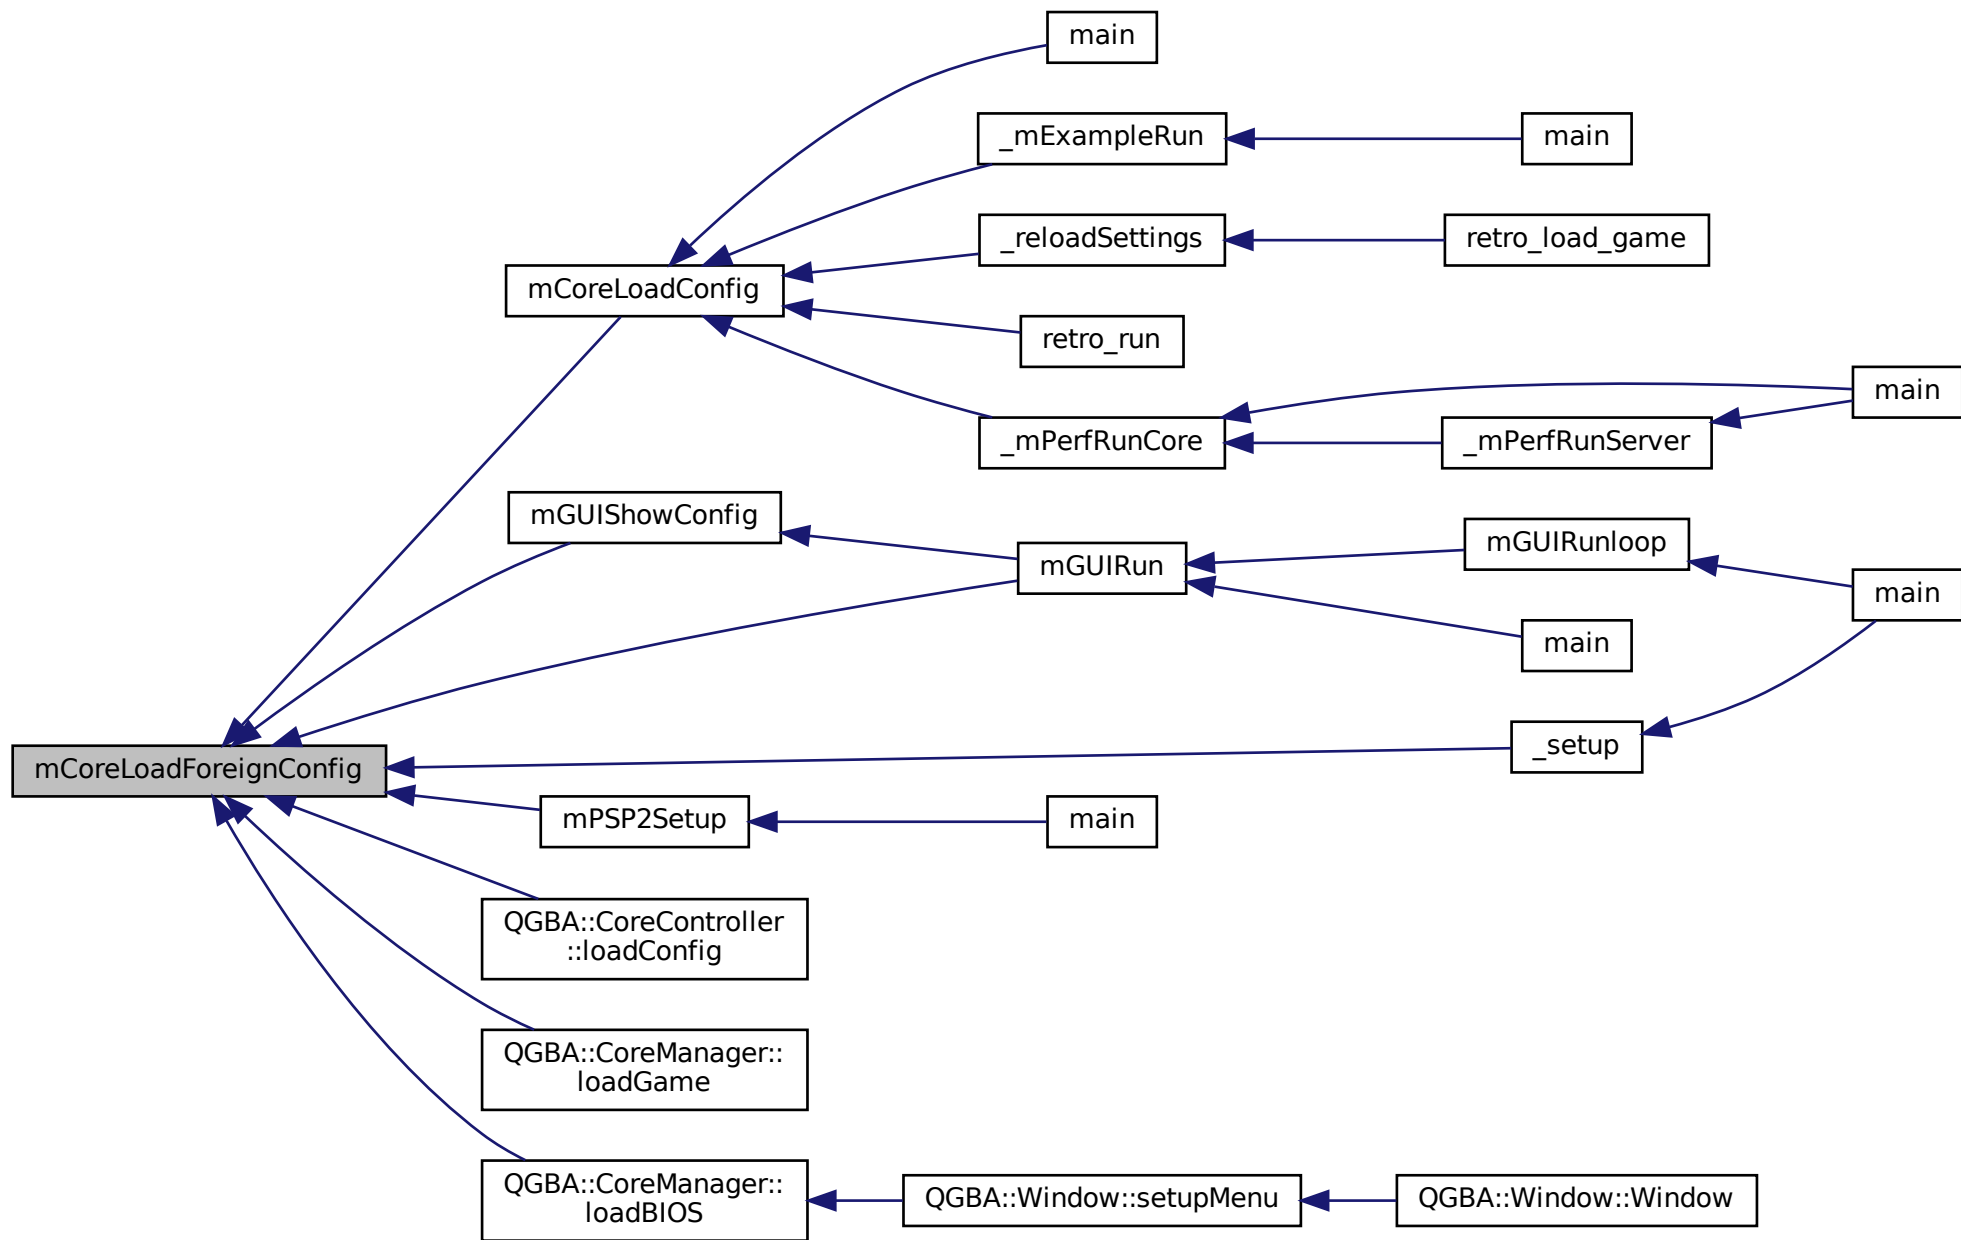 main
_mExampleRun
main
_reloadSettings
retro_load_game
mCoreLoadConfig
retro_run
main
_mPerfRunCore
_mPerfRunServer
mGUIShowConfig
mGUIRunloop
mGUIRun
main
main
_setup
mCoreLoadForeignConfig
mPSP2Setup
main
QGBA::CoreController
::loadConfig
QGBA::CoreManager::
loadGame
QGBA::CoreManager::
loadBIOS
QGBA::Window::setupMenu
QGBA::Window::Window